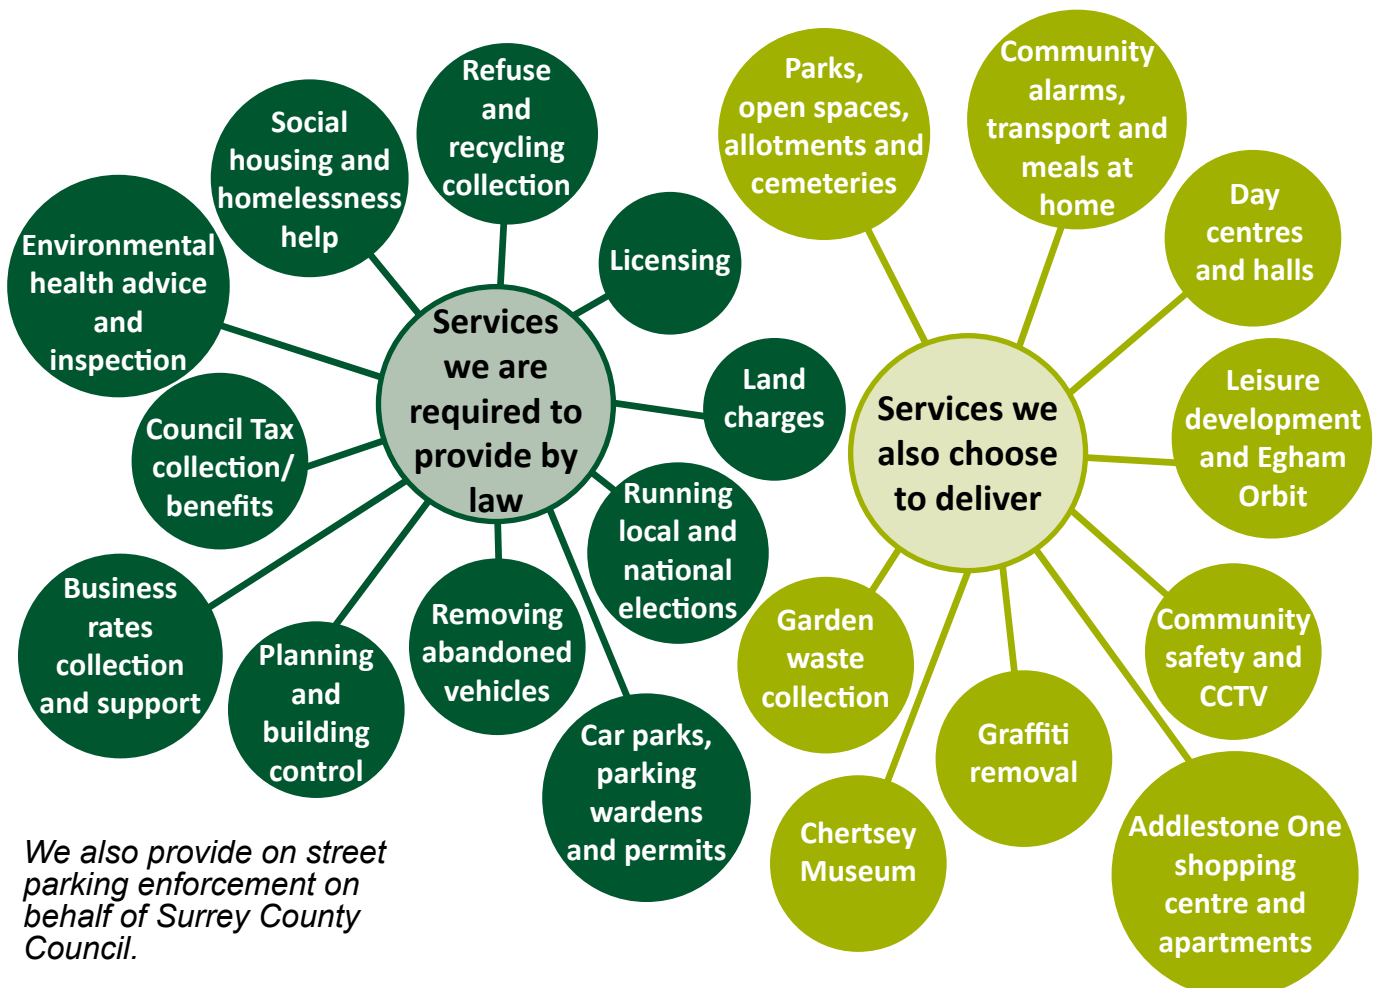 Refuse
and
recycling
collection
Social
housing and
homelessness
help
Environmental
health advice
and
inspection
Licensing
Services
we are
required to
provide by
law
Land
charges
Council Tax
collection/
benefits
Running
local and
national
elections
Business
rates
collection
and support
Planning
and
building
control
Removing
abandoned
vehicles
Car parks,
parking
wardens
and permits
We also provide on street
parking enforcement on
behalf of Surrey County
Council.
Parks,
open spaces,
allotments and
cemeteries
Community
alarms,
transport and
meals at
home
Day
centres
and halls
Services we
also choose
to deliver
Leisure
development
and Egham
Orbit
Community
safety and
CCTV
Garden
waste
collection
Graffiti
removal
Chertsey
Museum
Addlestone One
shopping
centre and
apartments